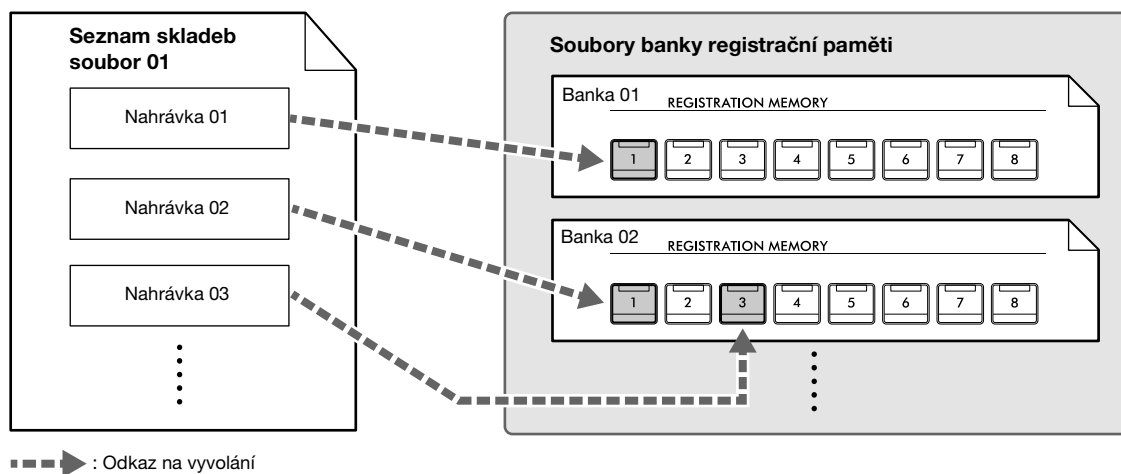 Seznam skladeb
soubor 01
Nahrávka 01
Nahrávka 02
Nahrávka 03
Soubory banky registrační paměti
Banka 01
REGISTRATION MEMORY
1 2 3 4 5 6 7 8
Banka 02
REGISTRATION MEMORY
1 2 3 4 5 6 7 8
: Odkaz na vyvolání